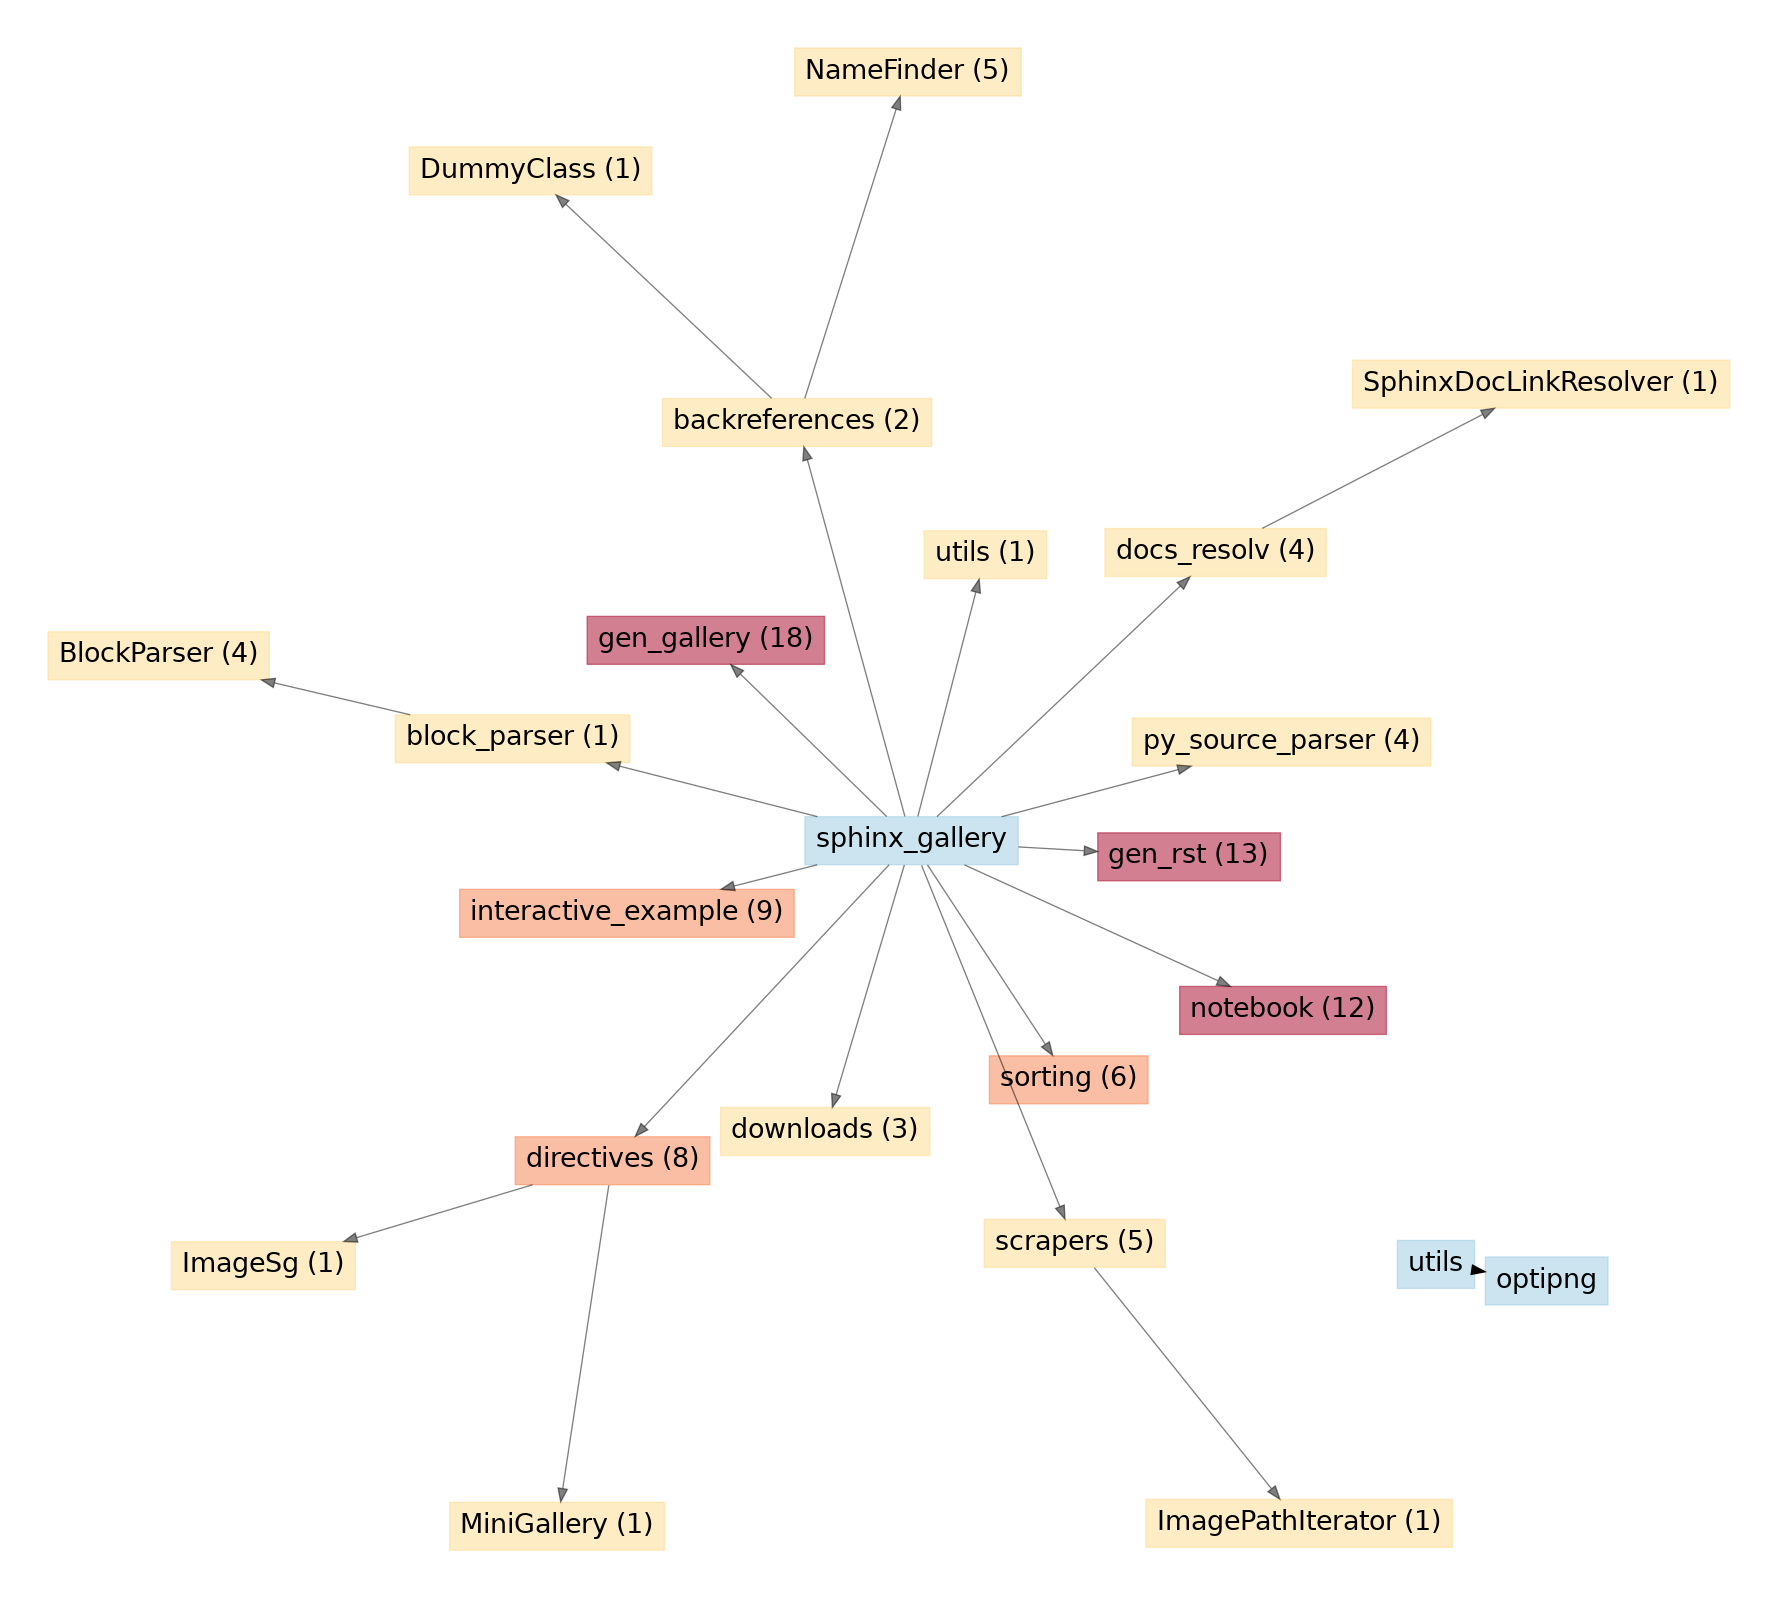 NameFinder (5)
DummyClass (1)
SphinxDocLinkResolver (1)
backreferences (2)
utils (1)
docs_resolv (4)
gen_gallery (18)
BlockParser (4)
block_parser (1)
py_source_parser (4)
sphinx_gallery
gen_rst (13)
interactive_example (9)
notebook (12)
sorting (6)
downloads (3)
directives (8)
scrapers (5)
ImageSg (1)
utils
optipng
MiniGallery (1)
ImagePathIterator (1)